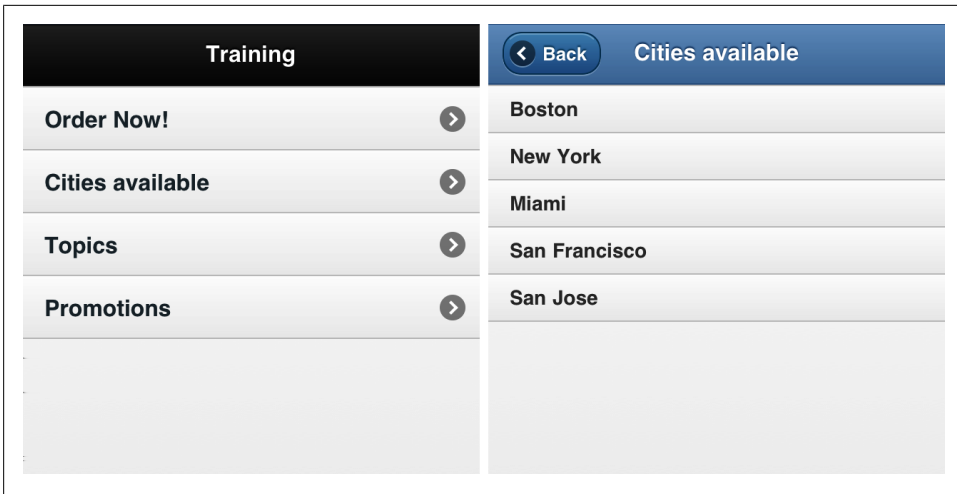 Training
Order Now!
Cities available
Topics
Promotions
Back
Cities available
Boston
New York
Miami
San Francisco
San Jose